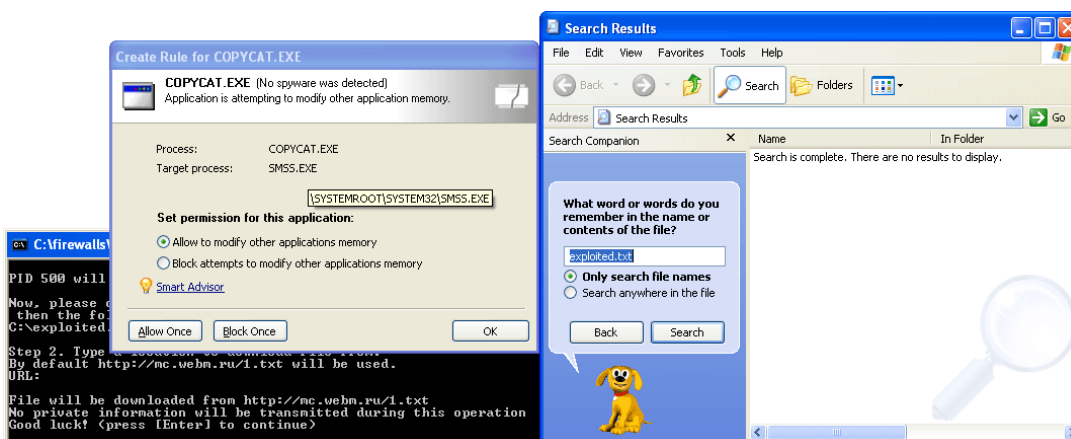 Create Rule for COPYCAT.EXE
COPYCAT.EXE (No spyware was detected)
Application is attempting to modify other application memory.
Process: COPYCAT.EXE
Target process: SMSS.EXE
\SYSTEMROOT\SYSTEM32\SMSS.EXE
Set permission for this application:
Allow to modify other applications memory
Block attempts to modify other applications memory
Smart Advisor
Allow Once Block Once OK
C:\firewalls\
PID 500 will
Now, please
then the fo
C:\exploited.
Step 2. Type a location to download file from.
By default http://mc.webm.ru/1.txt will be used.
URL:
File will be downloaded from http://mc.webm.ru/1.txt
No private information will be transmitted during this operation
Good luck! (press [Enter] to continue)
Search Results
File Edit View Favorites Tools Help
Back Search Folders
Address Search Results Go
Search Companion
Name In Folder
Search is complete. There are no results to display.
What word or words do you
remember in the name or
contents of the file?
exploited.txt
Only search file names
Search anywhere in the file
Back Search